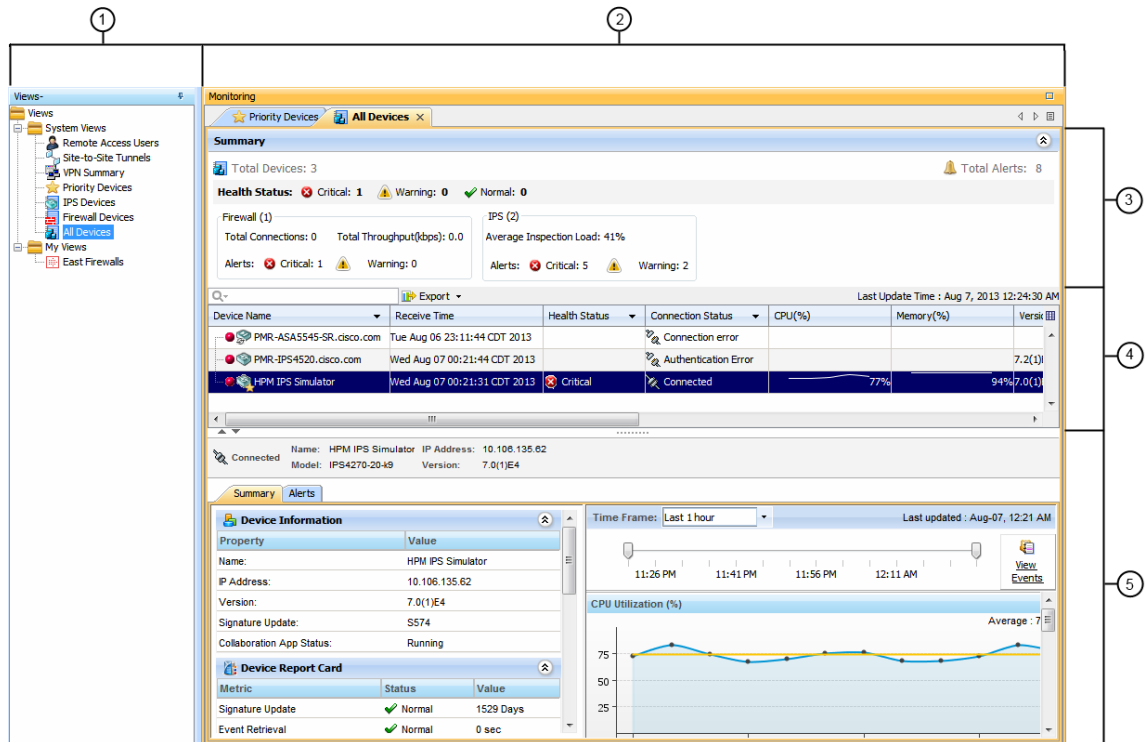 1
2
Views-
Views
System Views
Remote Access Users
Site-to-Site Tunnels
VPN Summary
Priority Devices
IPS Devices
Firewall Devices
All Devices
My Views
East Firewalls
Monitoring
Priority Devices
All Devices
Summary
Total Devices: 3
Total Alerts: 8
Health Status: Critical: 1 Warning: 0 Normal: 0
3
Firewall (1)
Total Connections: 0 Total Throughput(kbps): 0.0
Alerts: Critical: 1 Warning: 0
IPS (2)
Average Inspection Load: 41%
Alerts: Critical: 5 Warning: 2
Export
Last Update Time : Aug 7, 2013 12:24:30 AM
Device Name Receive Time Health Status Connection Status CPU(%) Memory(%)
PMR-ASA5545-SR.cisco.com Tue Aug 06 23:11:44 CDT 2013 Connection error
PMR-IPS4520.cisco.com Wed Aug 07 00:21:44 CDT 2013 Authentication Error 7.2(1)
HPM IPS Simulator Wed Aug 07 00:21:31 CDT 2013 Critical Connected 77% 94% 7.0(1)
4
Connected
Name: HPM IPS Simulator IP Address: 10.106.135.62
Model: IPS4270-20-k9 Version: 7.0(1)E4
Summary Alerts
Device Information
Property Value
Name: HPM IPS Simulator
IP Address: 10.106.135.62
Version: 7.0(1)E4
Signature Update: S574
Collaboration App Status: Running
Device Report Card
Metric Status Value
Signature Update Normal 1529 Days
Event Retrieval Normal 0 sec
Time Frame: Last 1 hour
Last updated : Aug-07, 12:21 AM
11:26 PM 11:41 PM 11:56 PM 12:11 AM
View
Events
5
CPU Utilization (%)
Average : 7
75
50
25